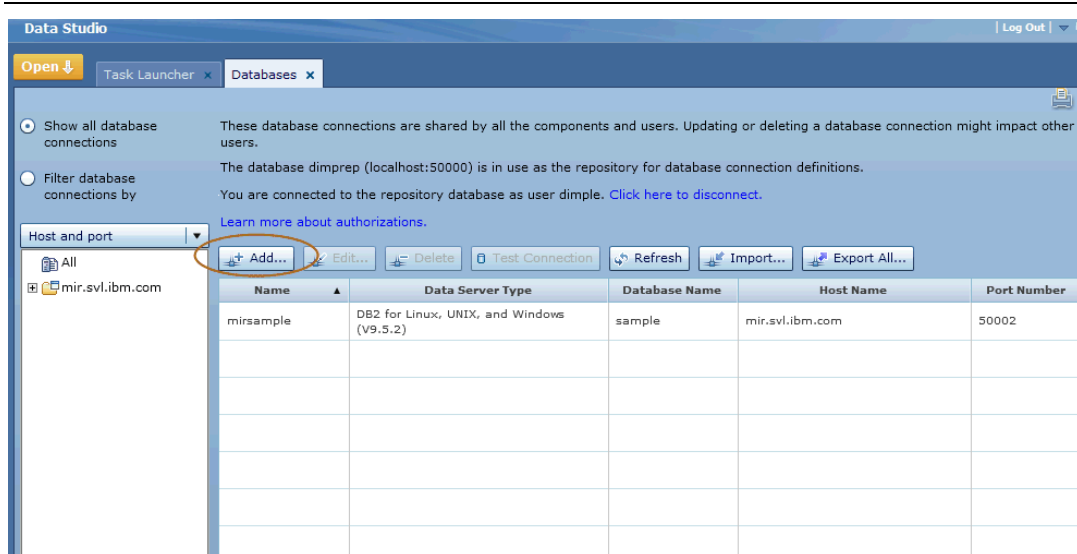 Data Studio
| Log Out |
Open
Task Launcher x
Databases x
Show all database connections
Filter database connections by
Host and port
All
mir.svl.ibm.com
These database connections are shared by all the components and users. Updating or deleting a database connection might impact other
users.
The database dimprep (localhost:50000) is in use as the repository for database connection definitions.
You are connected to the repository database as user dimple. Click here to disconnect.
Learn more about authorizations.
Add... Edit... Delete Test Connection Refresh Import... Export All...
Name Data Server Type Database Name Host Name Port Number
mirsample DB2 for Linux, UNIX, and Windows (V9.5.2) sample mir.svl.ibm.com 50002